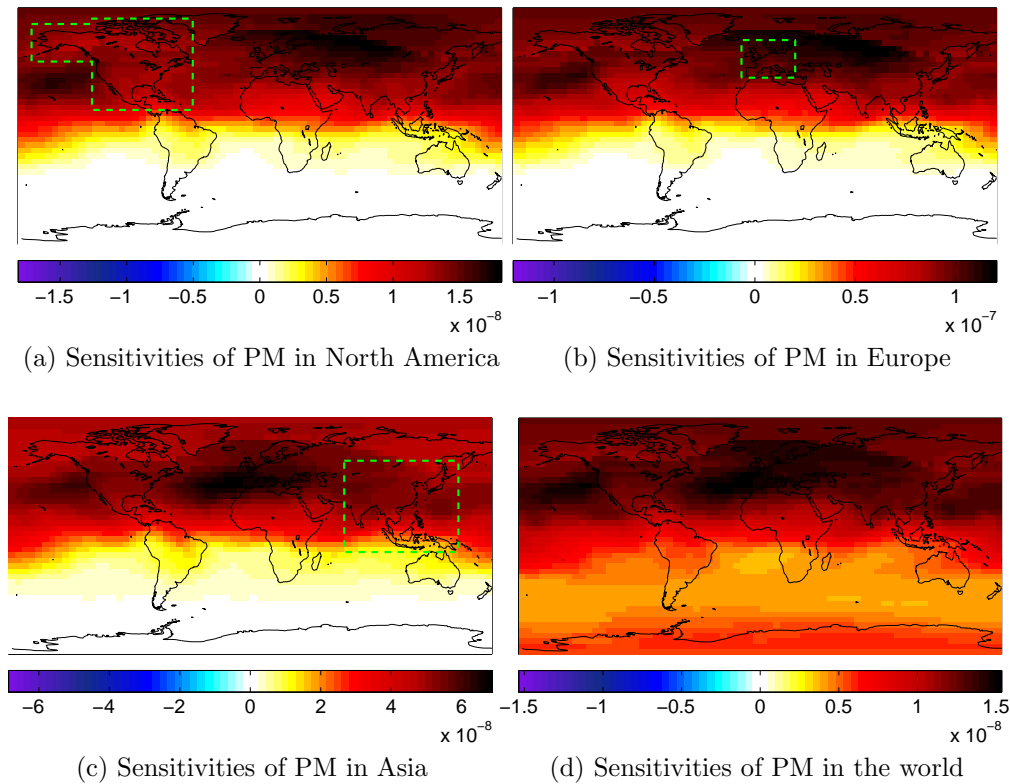 −1.5 −1 −0.5 0 0.5 1 1.5
x 10⁻⁸
(a) Sensitivities of PM in North America
−1 −0.5 0 0.5 1
x 10⁻⁷
(b) Sensitivities of PM in Europe
−6 −4 −2 0 2 4 6
x 10⁻⁸
(c) Sensitivities of PM in Asia
−1.5 −1 −0.5 0 0.5 1 1.5
x 10⁻⁸
(d) Sensitivities of PM in the world